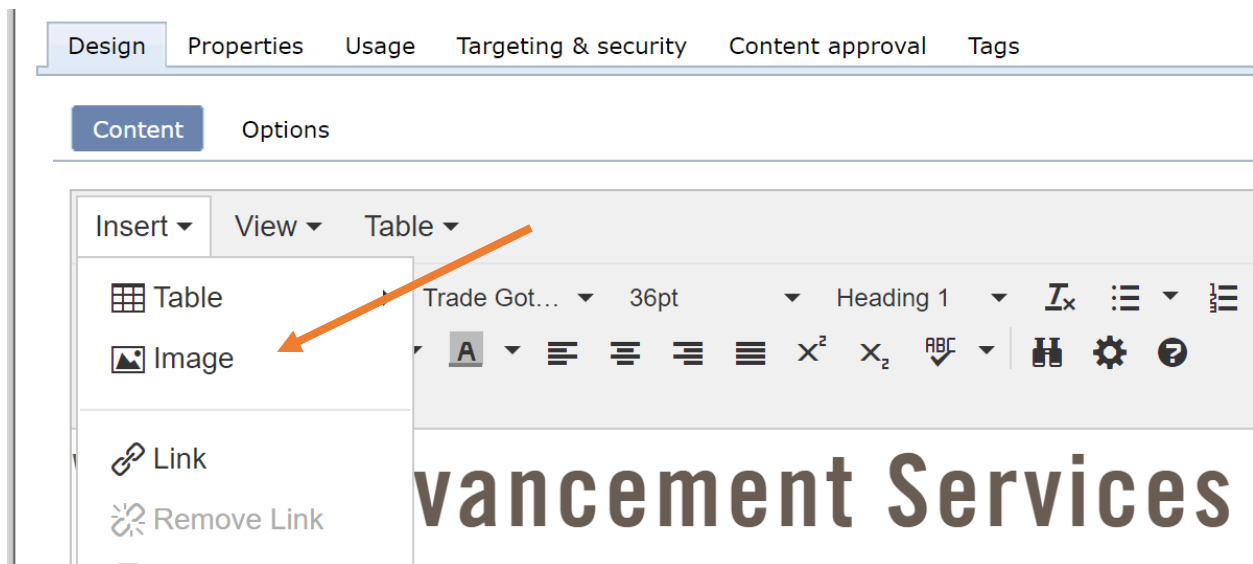 Design Properties Usage Targeting & security Content approval Tags
Content Options
Insert View Table
Table Trade Got... 36pt Heading 1
Image A ABC
Link
vancement Services
Remove Link